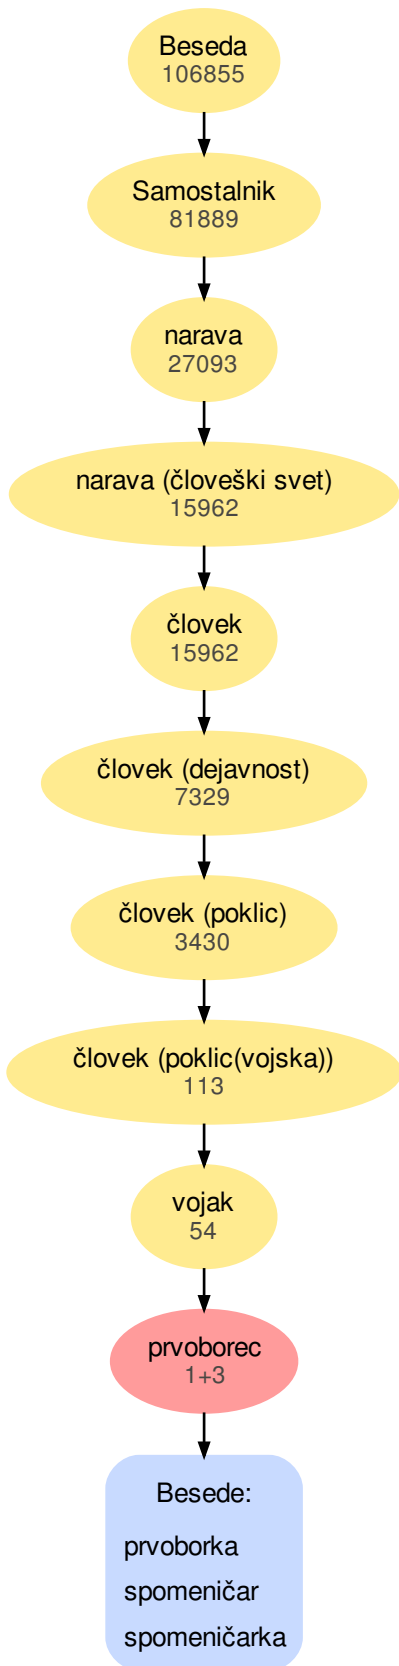 Beseda
106855
Samostalnik
81889
narava
27093
narava (človeški svet)
15962
človek
15962
človek (dejavnost)
7329
človek (poklic)
3430
človek (poklic(vojska))
113
vojak
54
prvoborec
1+3
Besede:
prvoborka
spomeničar
spomeničarka